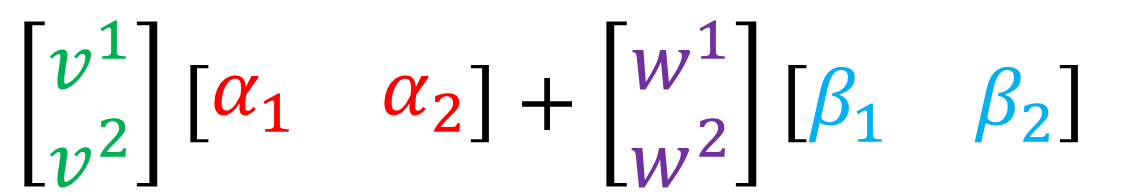 [v¹ v²] [α₁ α₂] + [w¹ w²] [β₁ β₂]